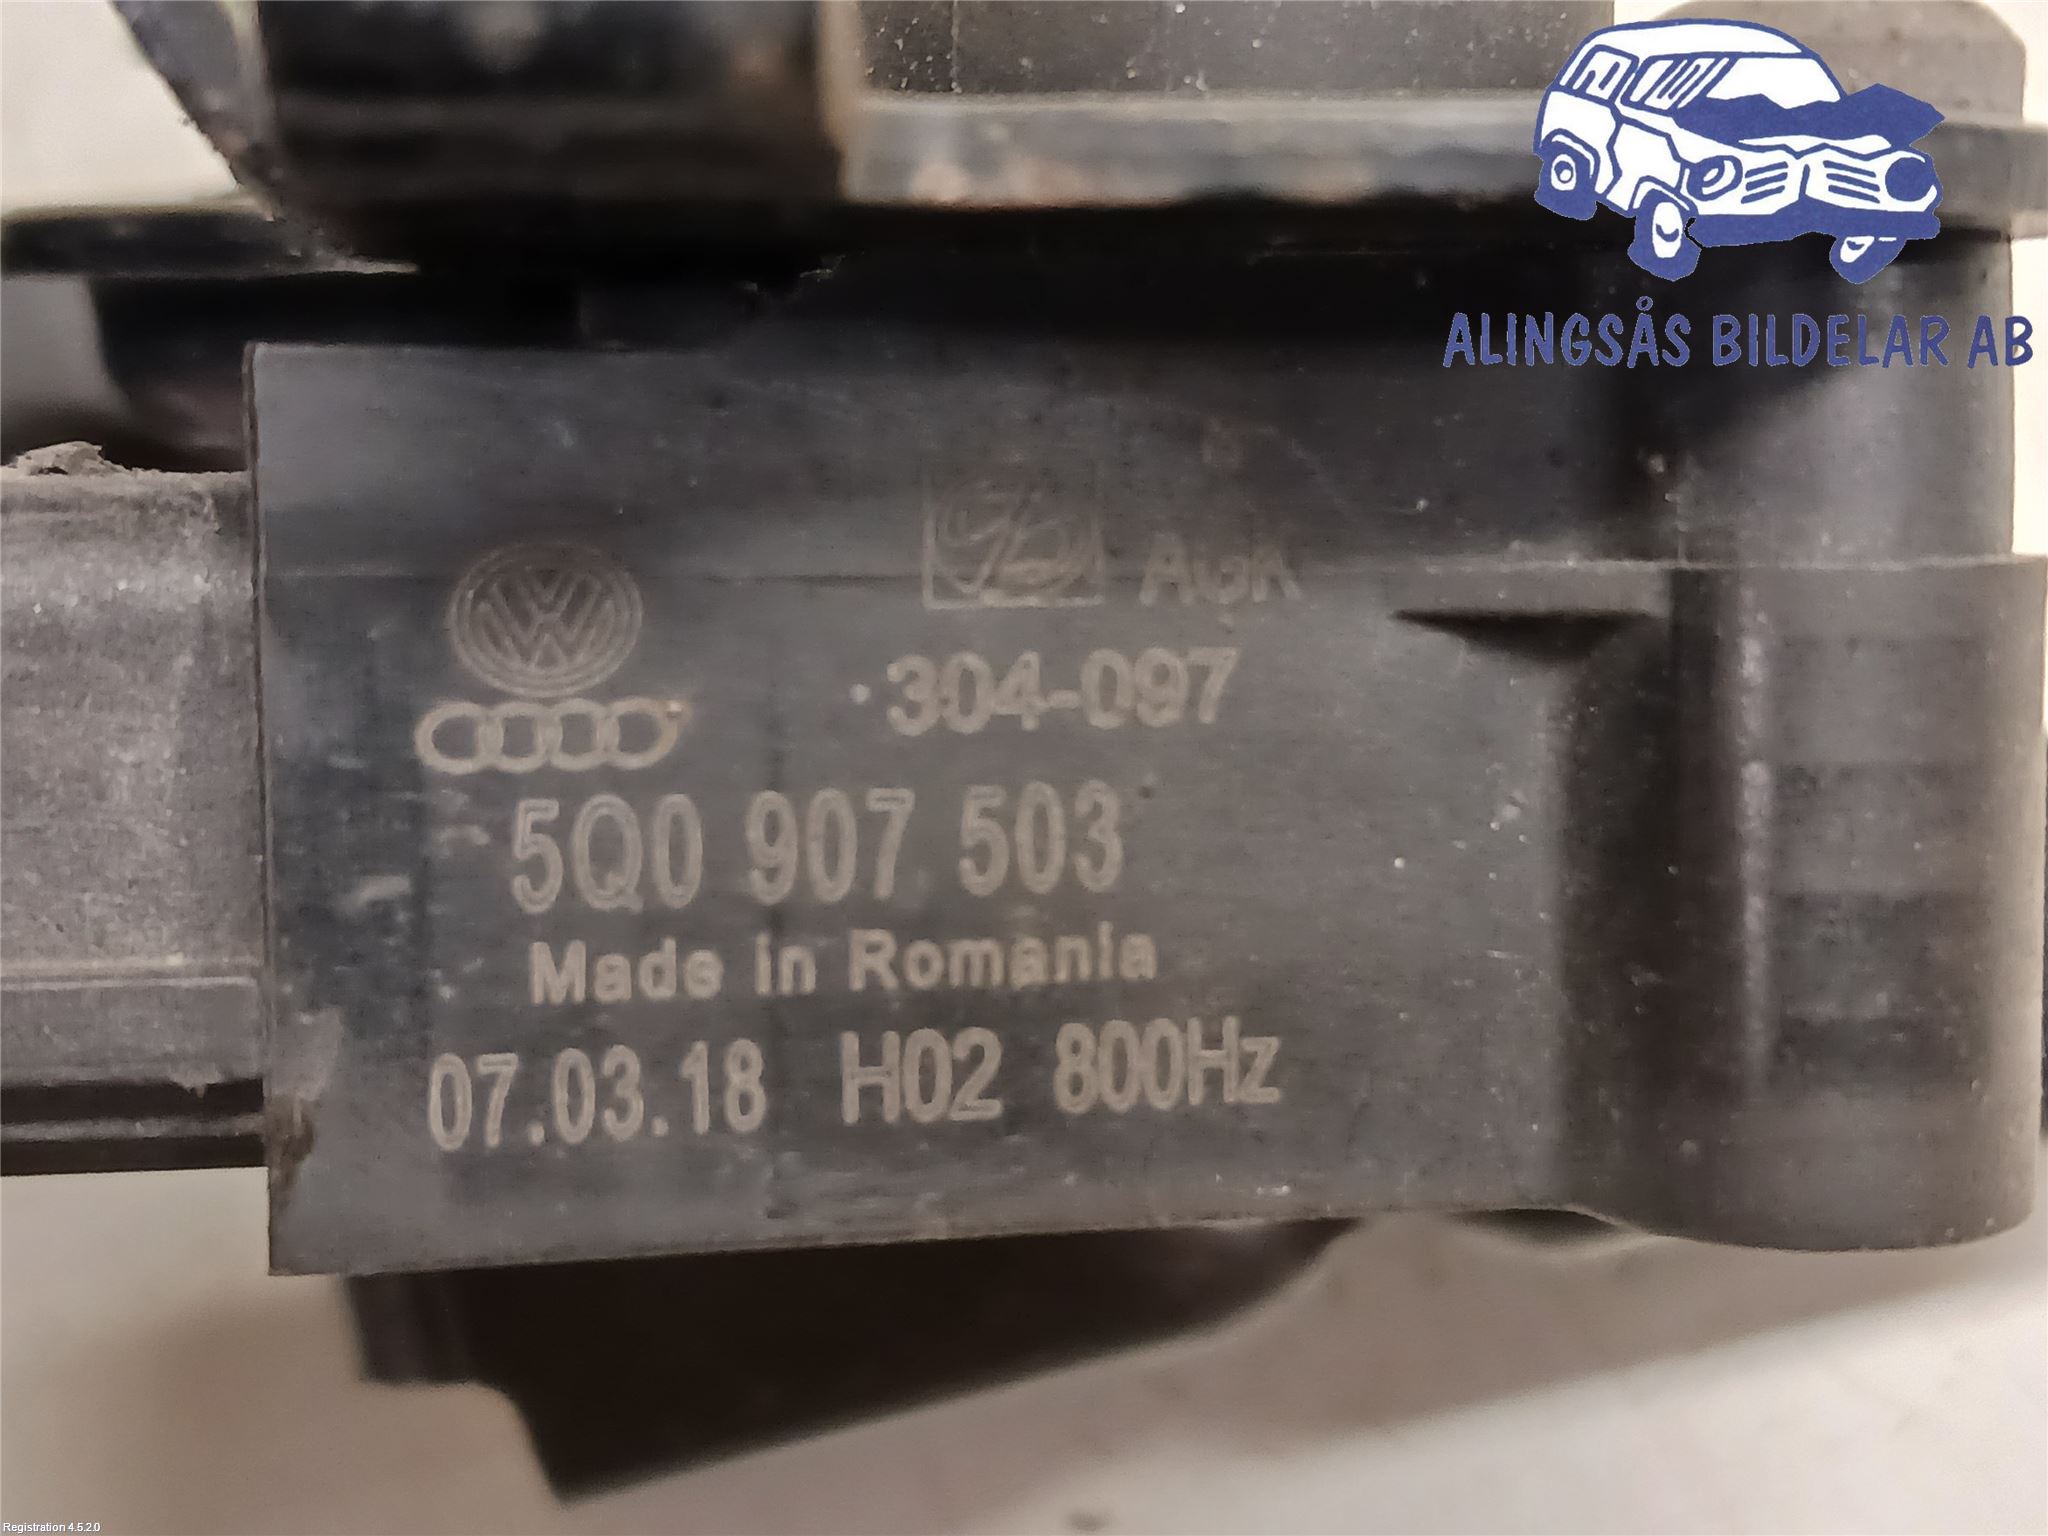 ALINGSÅS BILDELAR AB
AGK
304-097
5Q0 907 503
Made in Romania
07.03.18 H02 800Hz
Registration 4.5.2.0